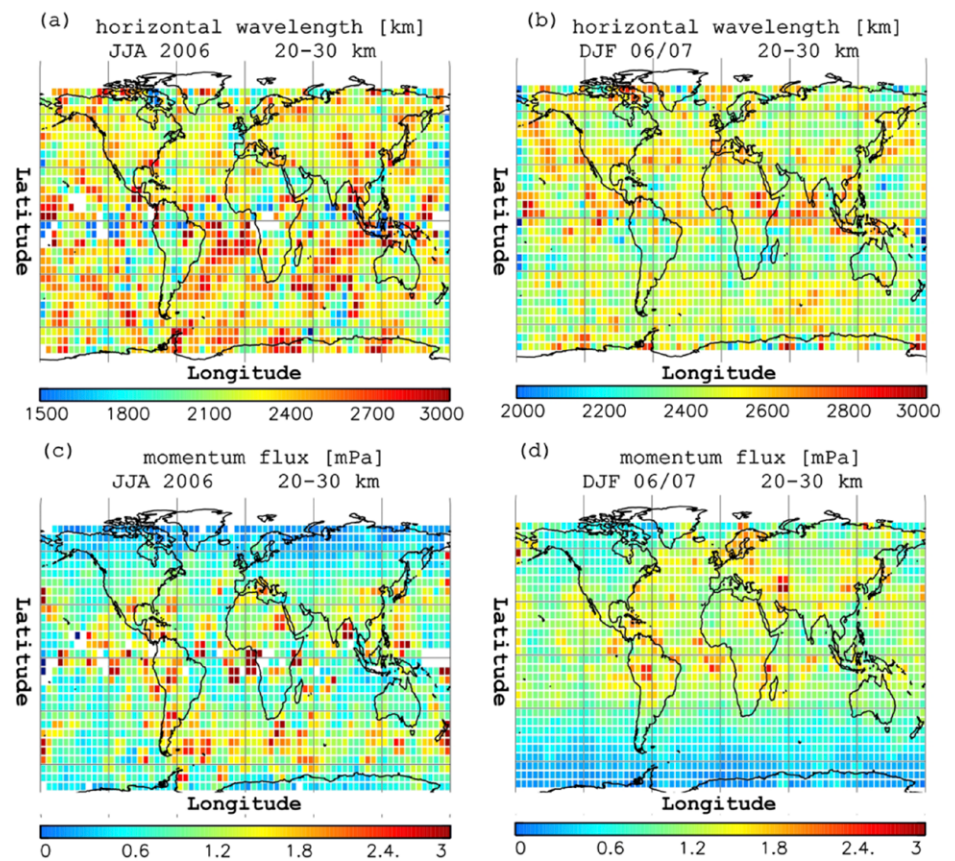 (a)
horizontal wavelength [km]
JJA 2006 20-30 km
Latitude
Longitude
1500 1800 2100 2400 2700 3000
(b)
horizontal wavelength [km]
DJF 06/07 20-30 km
Latitude
Longitude
2000 2200 2400 2600 2800 3000
(c)
momentum flux [mPa]
JJA 2006 20-30 km
Latitude
Longitude
0 0.6 1.2 1.8 2.4. 3
(d)
momentum flux [mPa]
DJF 06/07 20-30 km
Latitude
Longitude
0 0.6 1.2 1.8 2.4. 3